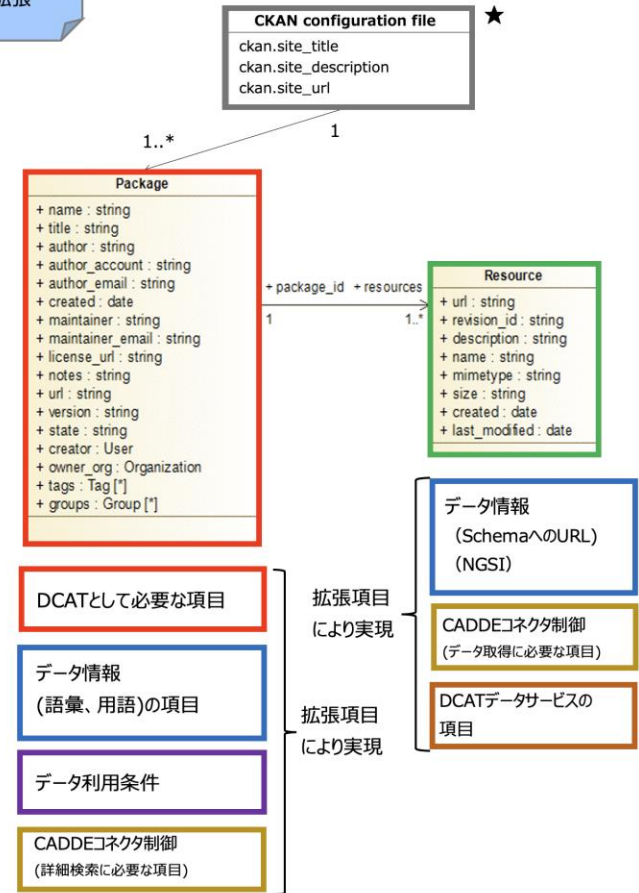 拡張
CKAN configuration file
★
ckan.site_title
ckan.site_description
ckan.site_url
1..*
1
Package
+ name : string
+ title : string
+ author : string
+ author_account : string
+ author_email : string
+ created : date
+ maintainer : string
+ maintainer_email : string
+ license_url : string
+ notes : string
+ url : string
+ version : string
+ state : string
+ creator : User
+ owner_org : Organization
+ tags : Tag [*]
+ groups : Group [*]
+ package_id + resources
1 1..*
Resource
+ url : string
+ revision_id : string
+ description : string
+ name : string
+ mimetype : string
+ size : string
+ created : date
+ last_modified : date
DCATとして必要な項目
データ情報
(語彙、用語)の項目
データ利用条件
CADDEコネクタ制御
(詳細検索に必要な項目)
拡張項目
により実現
拡張項目
により実現
データ情報
（SchemaへのURL)
（NGSI）
CADDEコネクタ制御
(データ取得に必要な項目)
DCATデータサービスの
項目